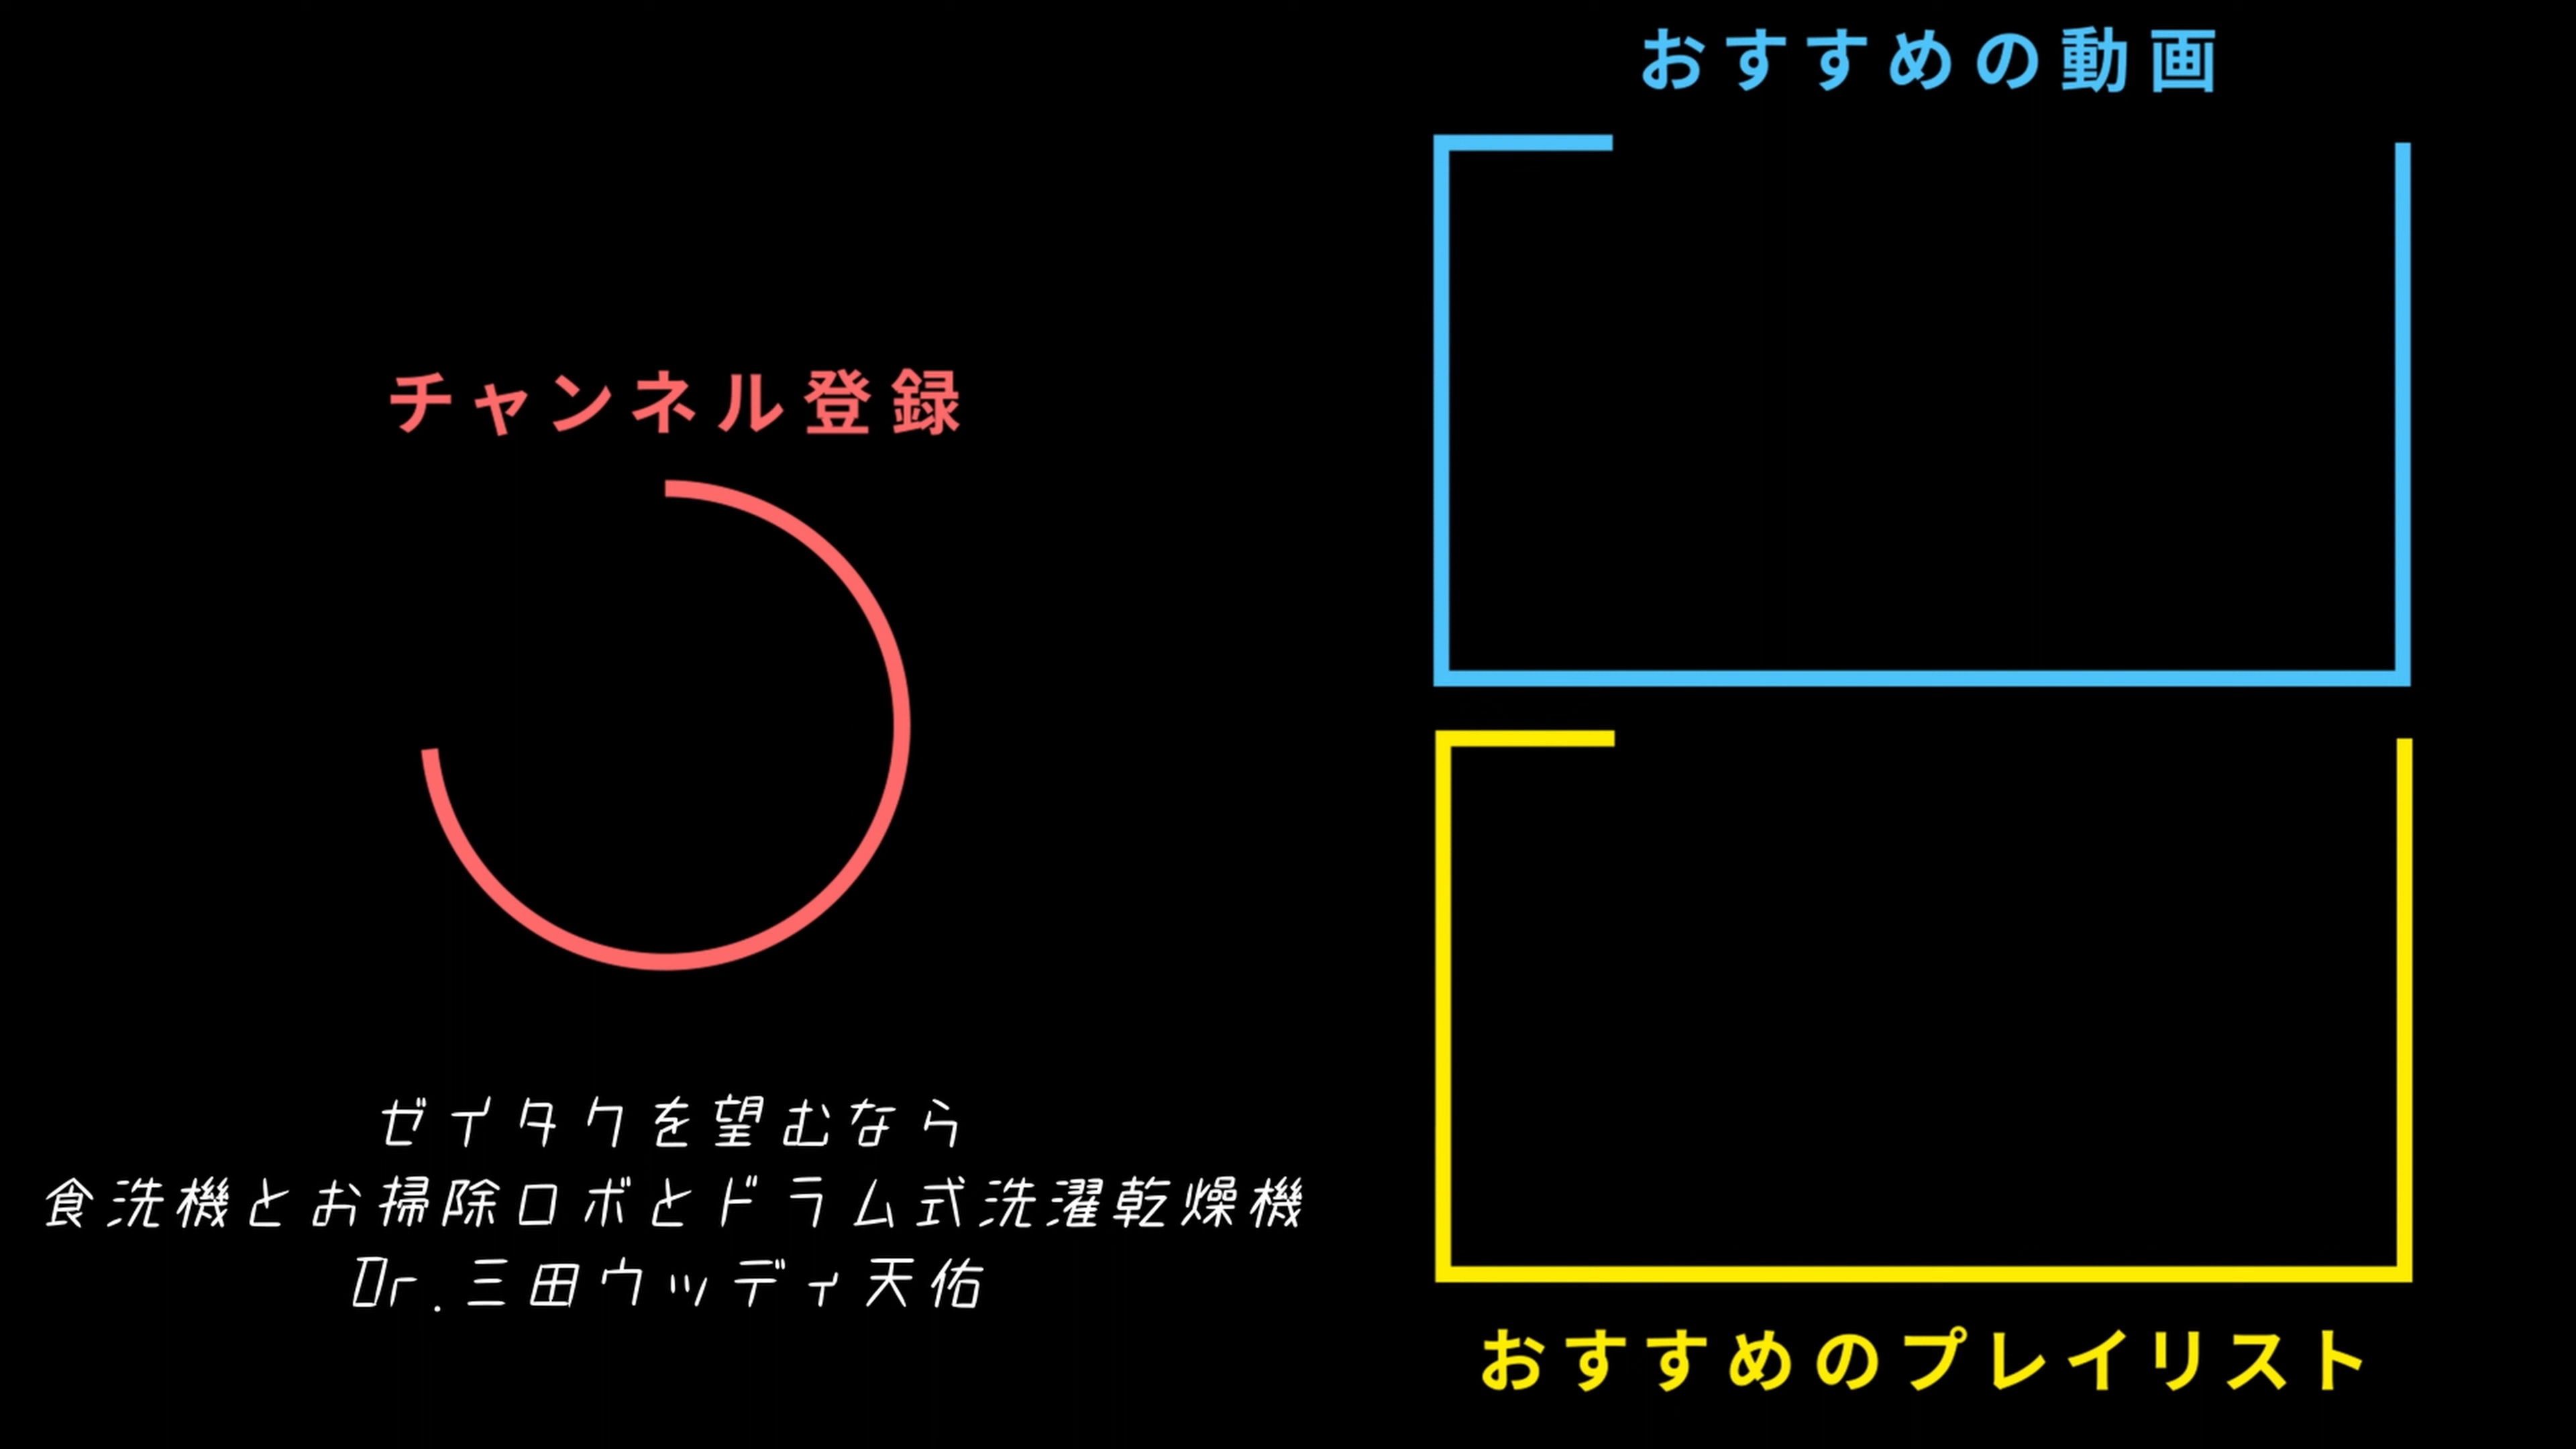 おすすめの動画
チャンネル登録
ゼイタクを望むなら
食洗機とお掃除ロボとドラム式洗濯乾燥機
Dr.三田ウッディ天佑
おすすめのプレイリスト